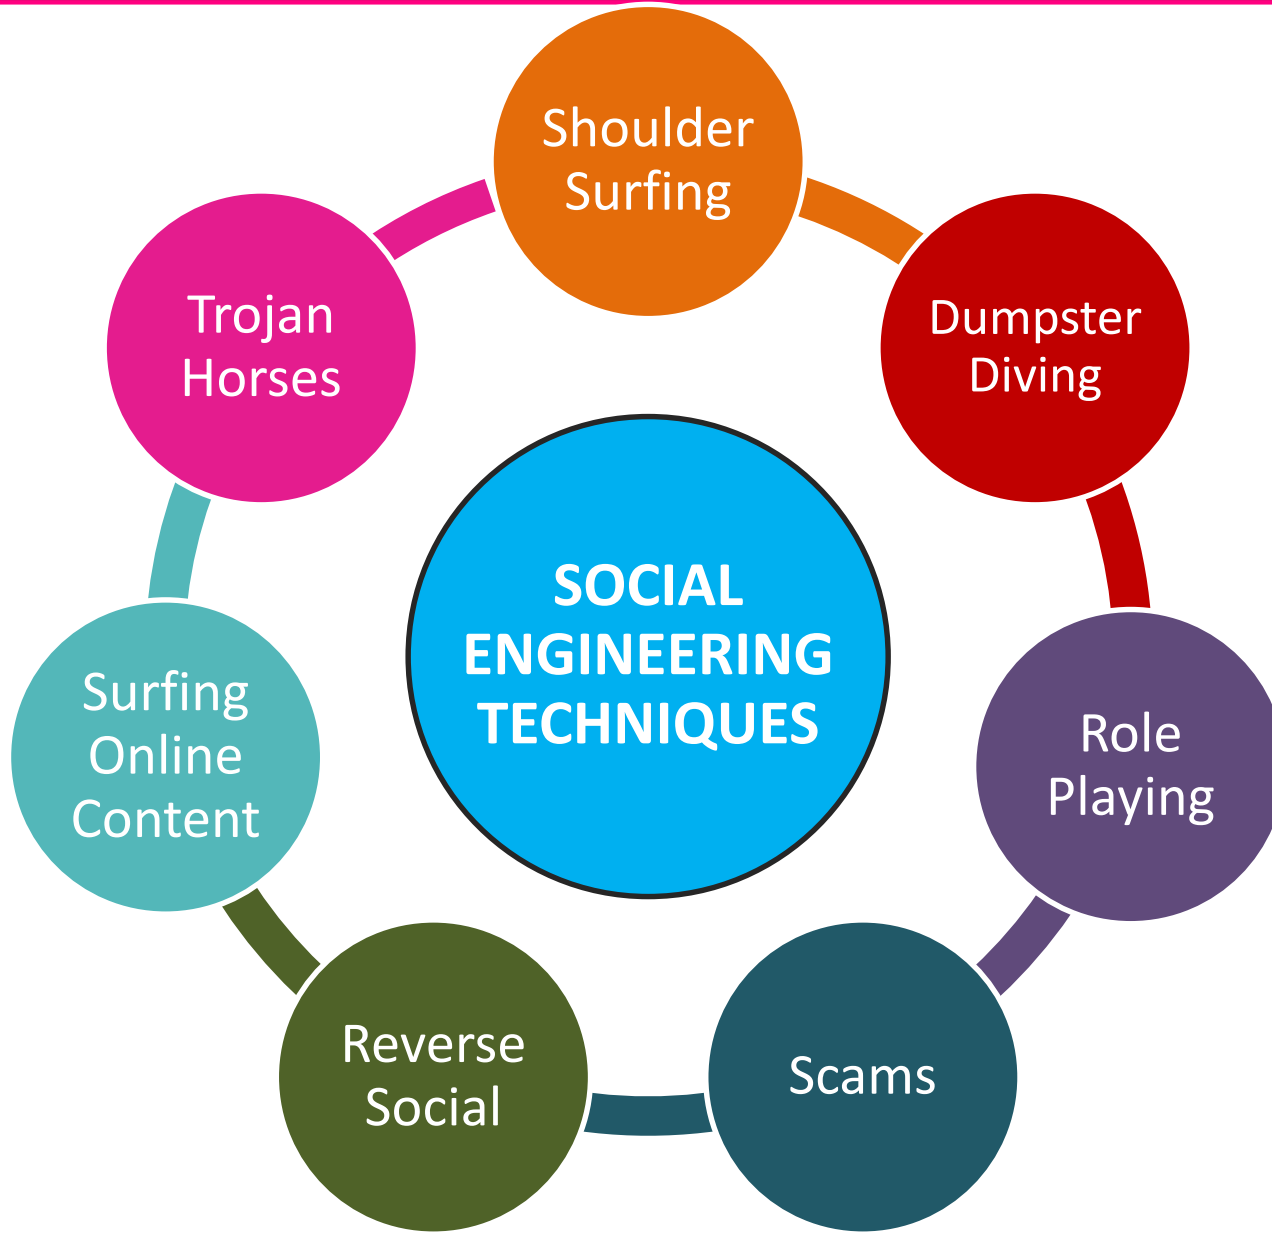 Shoulder
Surfing
Dumpster
Diving
Role
Playing
Scams
Reverse
Social
Surfing
Online
Content
Trojan
Horses
SOCIAL
ENGINEERING
TECHNIQUES